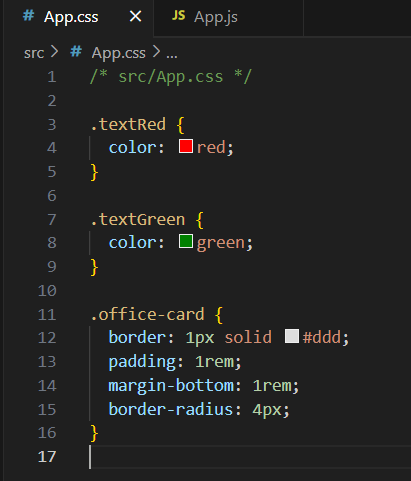 # App.css × JS App.js
src > # App.css > ...
1 /* src/App.css */
2
3 .textRed {
4   color: red;
5 }
6
7 .textGreen {
8   color: green;
9 }
10
11 .office-card {
12   border: 1px solid #ddd;
13   padding: 1rem;
14   margin-bottom: 1rem;
15   border-radius: 4px;
16 }
17